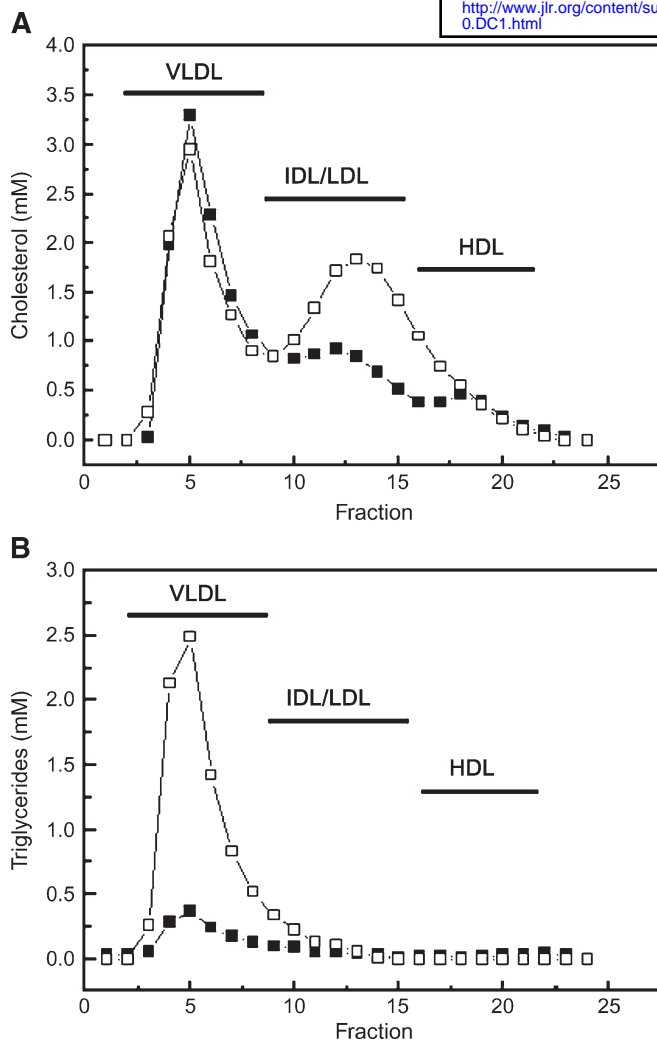 http://www.jlr.org/content/su
0.DC1.html
A
4.0
3.5
3.0
2.5
2.0
1.5
1.0
0.5
0.0
Cholesterol (mM)
VLDL
IDL/LDL
HDL
0 5 10 15 20 25
Fraction
B
3.0
2.5
2.0
1.5
1.0
0.5
0.0
Triglycerides (mM)
VLDL
IDL/LDL
HDL
0 5 10 15 20 25
Fraction